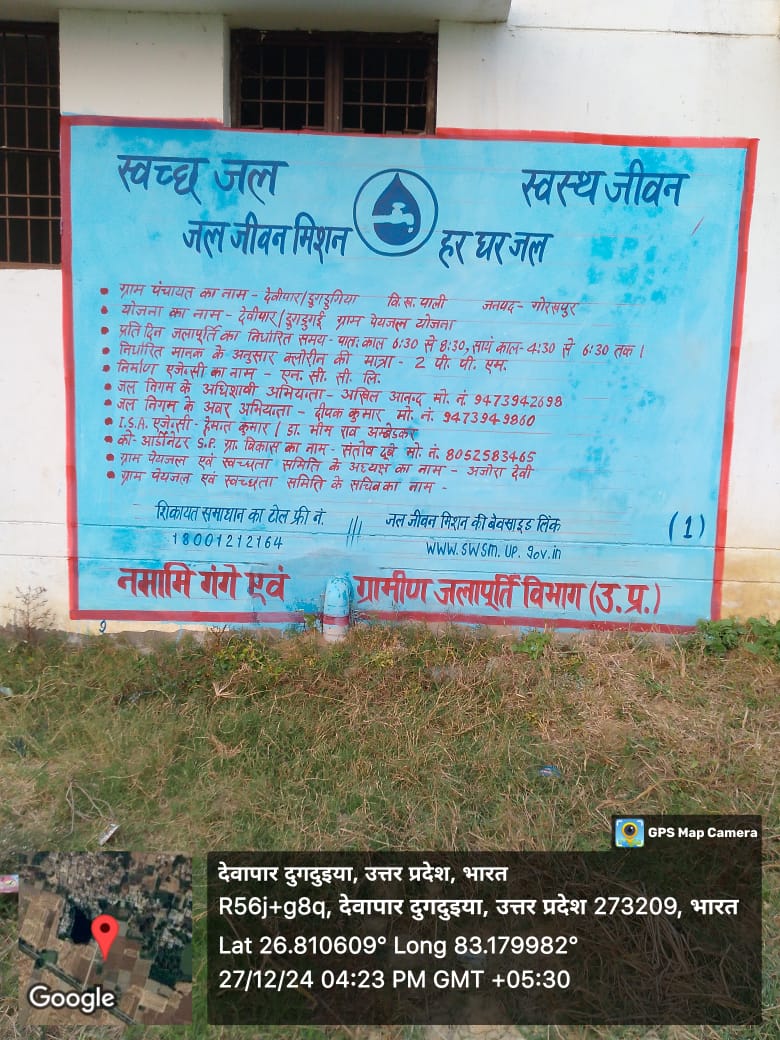 स्वच्छ जल
स्वस्थ जीवन
जल जीवन मिशन
हर घर जल
• ग्राम पंचायत का नाम - देवीपार/डुगडुगिया वि.ख. पाली जनपद- गोरखपुर
• योजना का नाम - देवीपार/डुगडुगई ग्राम पेयजल योजना
• प्रति दिन जलापूर्ति का निर्धारित समय - पात: काल 6:30 से 8:30, सायं काल - 4:30 से 6:30 तक।
• निर्धारित मानक के अनुसार क्लोरीन की मात्रा - 2 पी. पी. एम.
• निर्माण एजेन्सी का नाम - एन. सी. सी. लि.
• जल निगम के अधिशाषी अभियन्ता - अखिल आनन्द मो. नं. 9473942698
• जल निगम के अवर अभियन्ता - दीपक कुमार मो. नं. 9473949860
• I.S.A. एजेन्सी - हेमन्त कुमार / डा. भीम राव अम्बेडकर
• को- आर्डिनेटर S.P. ग्रा. विकास का नाम - संतोष दूबे मो. नं. 8052583465
• ग्राम पेयजल एवं स्वच्छता समिति के अध्यक्ष का नाम - अजोरा देवी
• ग्राम पेयजल एवं स्वच्छता समिति के सचिव का नाम -
शिकायत समाधान का टोल फ्री नं. /// जल जीवन मिशन की बेवसाइड लिंक (1)
18001212164 www.swsm.up.gov.in
नमामि गंगे एवं ग्रामीण जलापूर्ति विभाग (उ.प्र.)
GPS Map Camera
देवापार दुगदुइया, उत्तर प्रदेश, भारत
R56j+g8q, देवापार दुगदुइया, उत्तर प्रदेश 273209, भारत
Lat 26.810609° Long 83.179982°
27/12/24 04:23 PM GMT +05:30
Google